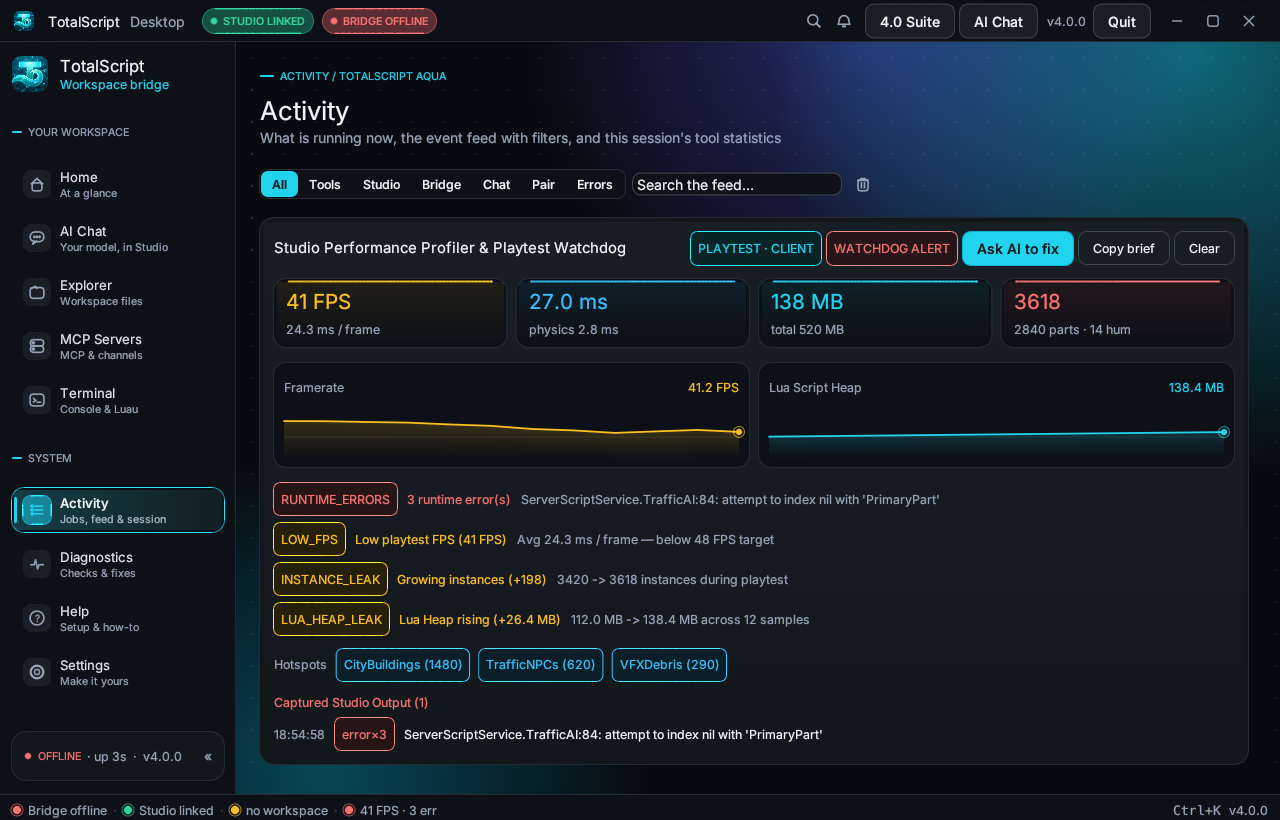 TotalScript Desktop STUDIO LINKED BRIDGE OFFLINE 4.0 Suite AI Chat v4.0.0 Quit
TotalScript
Workspace bridge
YOUR WORKSPACE
Home
At a glance
AI Chat
Your model, in Studio
Explorer
Workspace files
MCP Servers
MCP & channels
Terminal
Console & Luau
SYSTEM
Activity
Jobs, feed & session
Diagnostics
Checks & fixes
Help
Setup & how-to
Settings
Make it yours
OFFLINE · up 3s · v4.0.0 «
ACTIVITY / TOTALSCRIPT AQUA
Activity
What is running now, the event feed with filters, and this session's tool statistics
All Tools Studio Bridge Chat Pair Errors Search the feed...
Studio Performance Profiler & Playtest Watchdog PLAYTEST · CLIENT WATCHDOG ALERT Ask AI to fix Copy brief Clear
41 FPS
24.3 ms / frame
27.0 ms
physics 2.8 ms
138 MB
total 520 MB
3618
2840 parts · 14 hum
Framerate 41.2 FPS
Lua Script Heap 138.4 MB
RUNTIME_ERRORS 3 runtime error(s) ServerScriptService.TrafficAI:84: attempt to index nil with 'PrimaryPart'
LOW_FPS Low playtest FPS (41 FPS) Avg 24.3 ms / frame — below 48 FPS target
INSTANCE_LEAK Growing instances (+198) 3420 -> 3618 instances during playtest
LUA_HEAP_LEAK Lua Heap rising (+26.4 MB) 112.0 MB -> 138.4 MB across 12 samples
Hotspots CityBuildings (1480) TrafficNPCs (620) VFXDebris (290)
Captured Studio Output (1)
18:54:58 error×3 ServerScriptService.TrafficAI:84: attempt to index nil with 'PrimaryPart'
Bridge offline · Studio linked · no workspace · 41 FPS · 3 err Ctrl+K v4.0.0